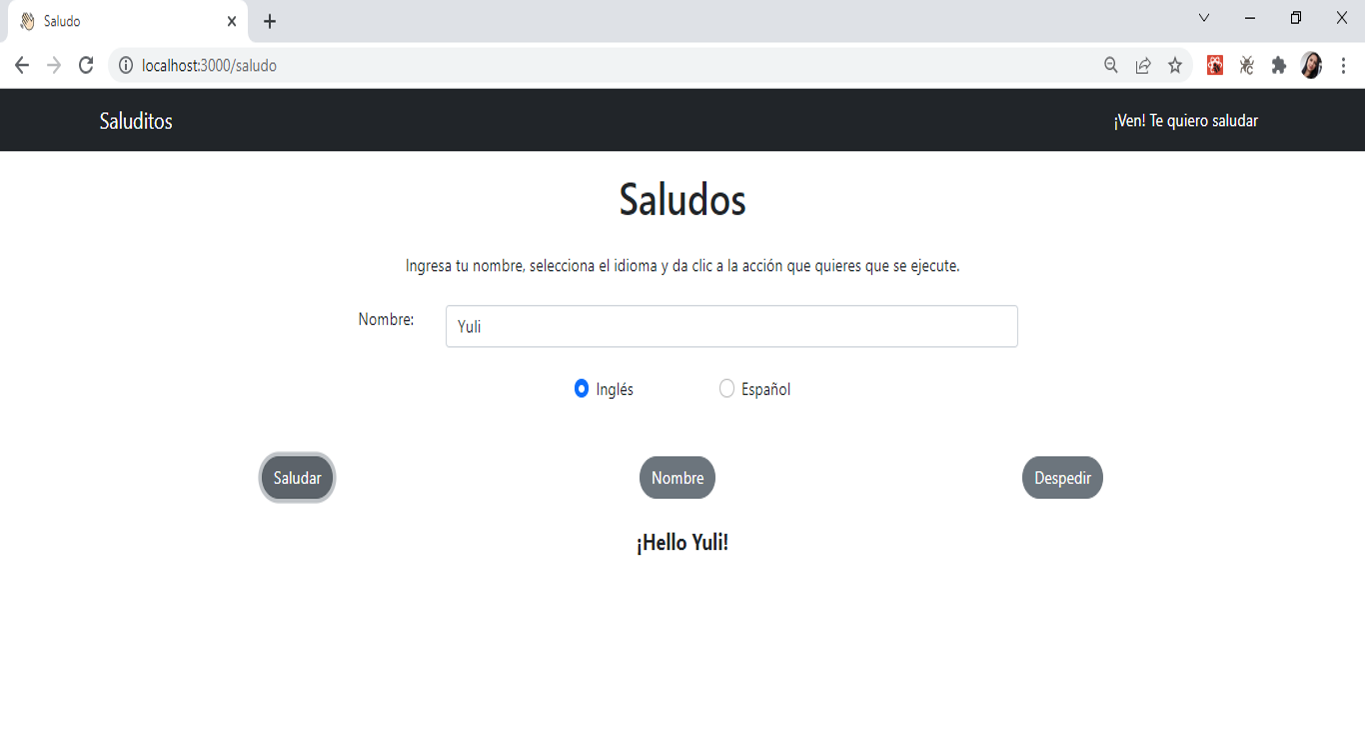 Saludo
localhost:3000/saludo
Saluditos
¡Ven! Te quiero saludar
Saludos
Ingresa tu nombre, selecciona el idioma y da clic a la acción que quieres que se ejecute.
Nombre: Yuli
Inglés Español
Saludar Nombre Despedir
¡Hello Yuli!